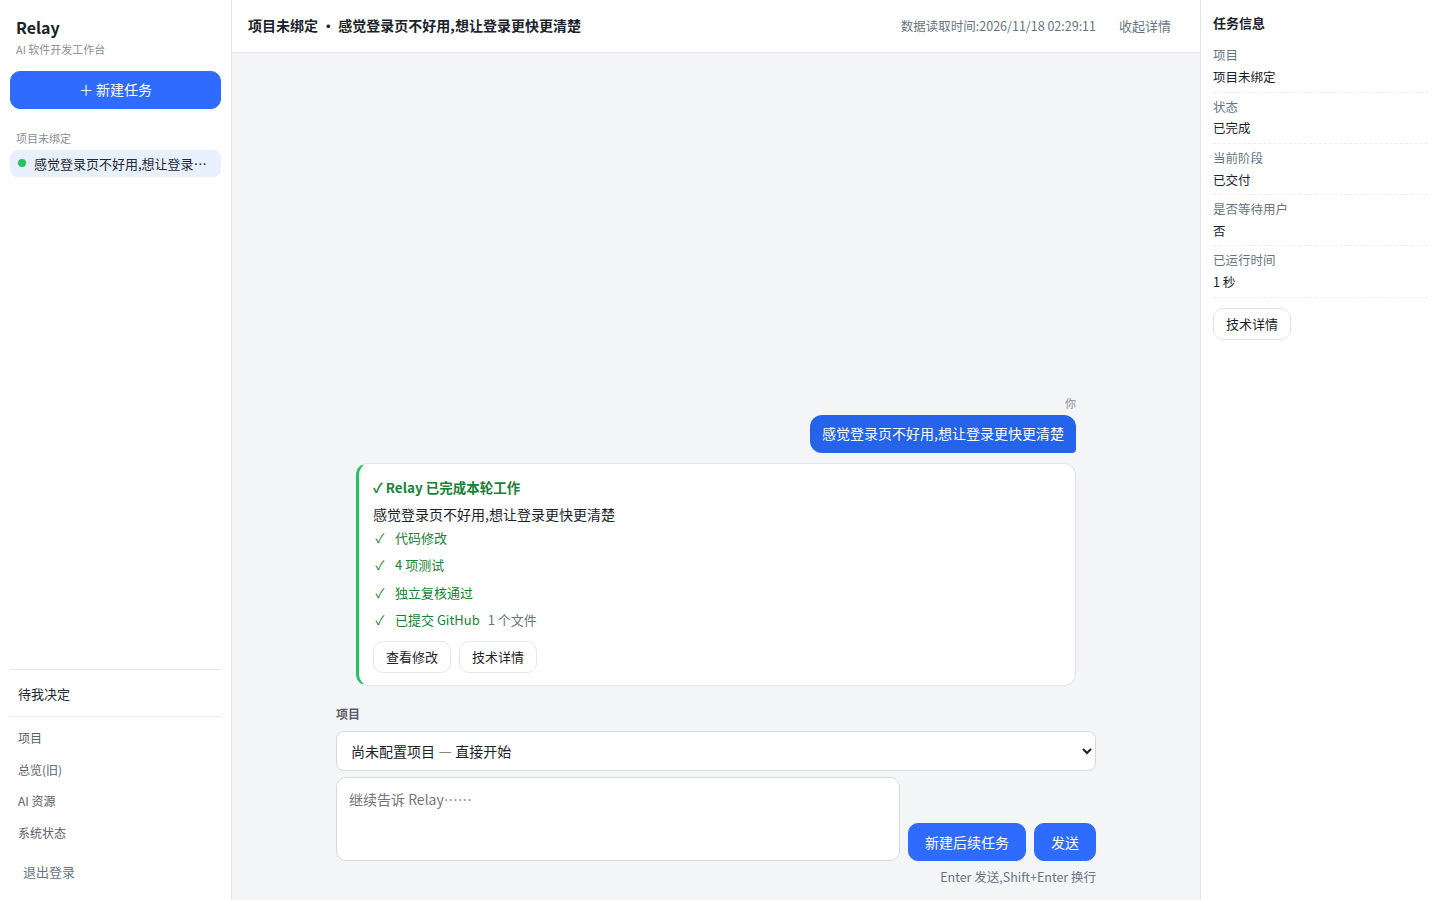 Relay
AI 软件开发工作台
＋ 新建任务
项目未绑定
感觉登录页不好用,想让登录…
待我决定
项目
总览(旧)
AI 资源
系统状态
退出登录
项目未绑定 · 感觉登录页不好用,想让登录更快更清楚
数据读取时间:2026/11/18 02:29:11
收起详情
你
感觉登录页不好用,想让登录更快更清楚
✓ Relay 已完成本轮工作
感觉登录页不好用,想让登录更快更清楚
✓ 代码修改
✓ 4 项测试
✓ 独立复核通过
✓ 已提交 GitHub 1 个文件
查看修改
技术详情
项目
尚未配置项目 — 直接开始
继续告诉 Relay……
新建后续任务
发送
Enter 发送,Shift+Enter 换行
任务信息
项目
项目未绑定
状态
已完成
当前阶段
已交付
是否等待用户
否
已运行时间
1 秒
技术详情